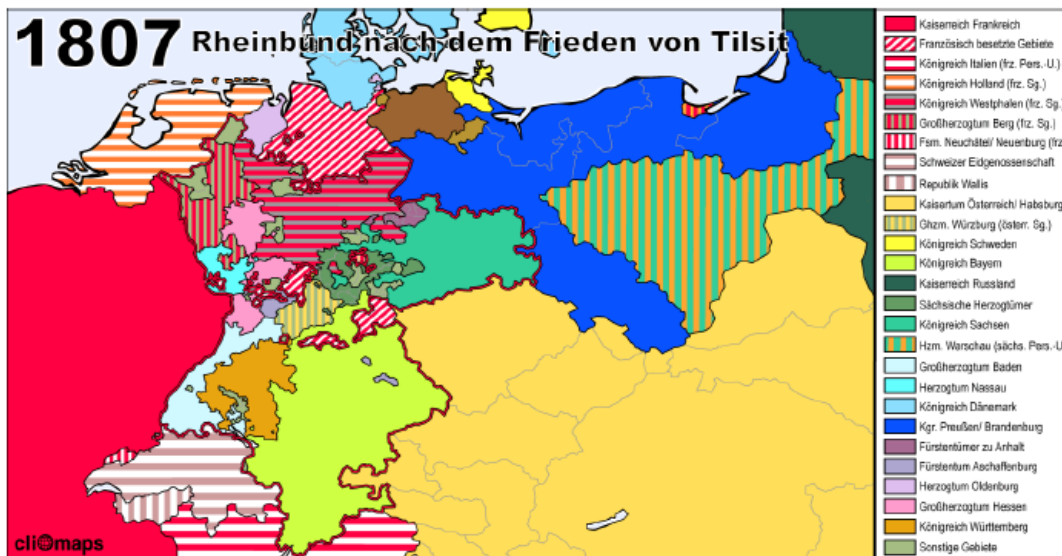 1807 Rheinbund nach dem Frieden von Tilsit
Kaiserreich Frankreich
Französisch besetzte Gebiete
Königreich Italien (frz. Pers.-U.)
Königreich Holland (frz. Sg.)
Königreich Westphalen (frz. Sg.)
Großherzogtum Berg (frz. Sg.)
Fsm. Neuchâtel/ Neuenburg (frz
Schweizer Eidgenossenschaft
Republik Wallis
Kaisertum Österreich/ Habsburg
Ghzm. Würzburg (österr. Sg.)
Königreich Schweden
Königreich Bayern
Kaiserreich Russland
Sächsische Herzogtümer
Königreich Sachsen
Hzm. Warschau (sächs. Pers.-U
Großherzogtum Baden
Herzogtum Nassau
Königreich Dänemark
Kgr. Preußen/ Brandenburg
Fürstentümer zu Anhalt
Fürstentum Aschaffenburg
Herzogtum Oldenburg
Großherzogtum Hessen
Königreich Württemberg
Sonstige Gebiete
cliomaps